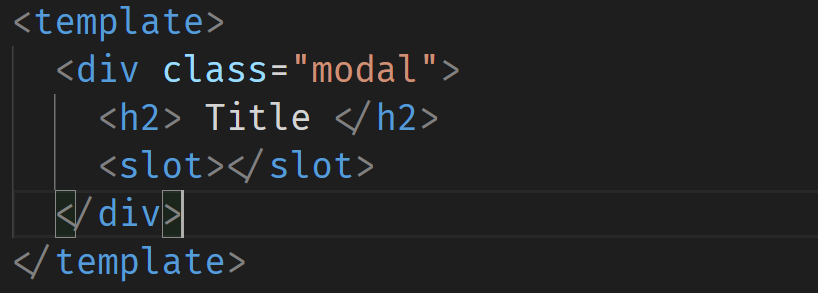 <template>
  <div class="modal">
    <h2> Title </h2>
    <slot></slot>
  </div>
</template>